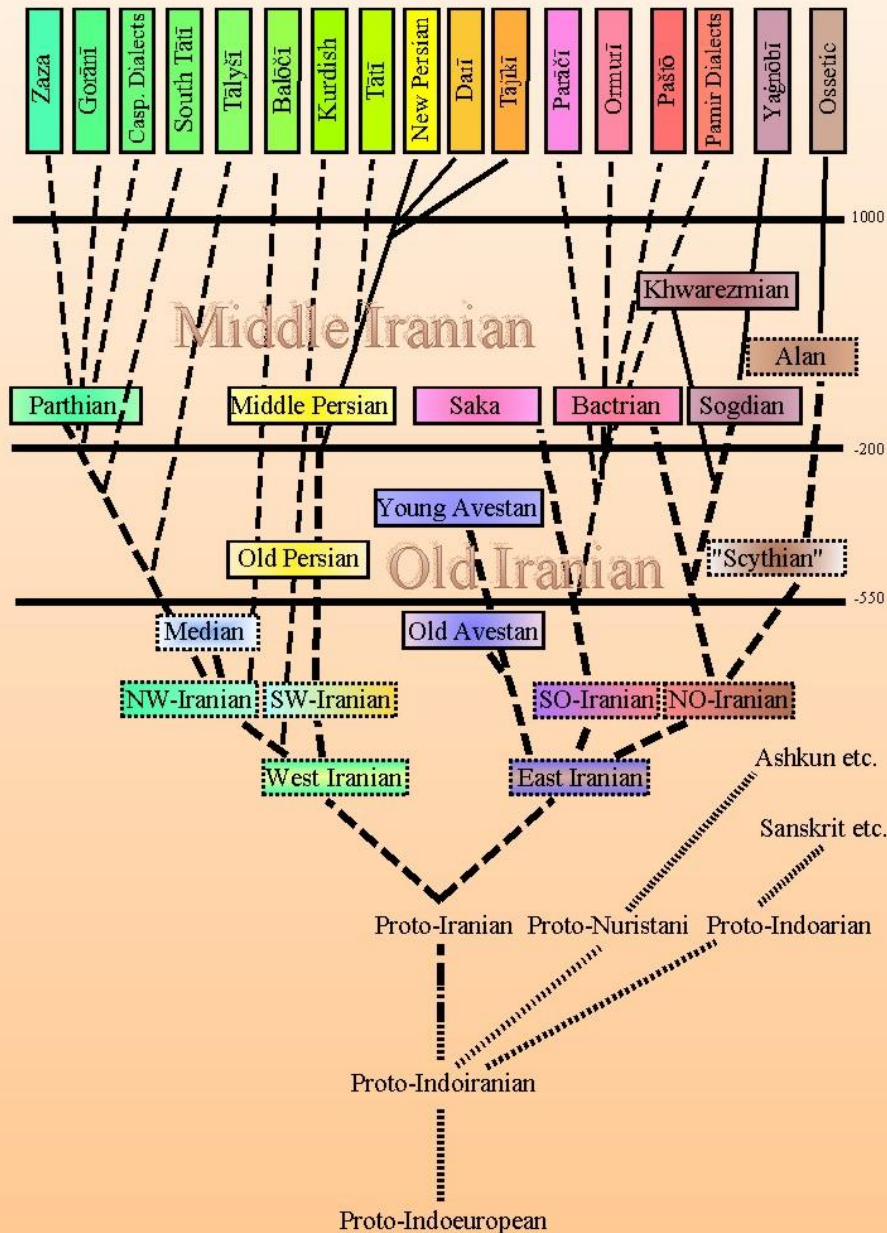 Zaza
Gorānī
Casp. Dialects
South Tātī
Tālyšī
Balōčī
Kurdish
Tātī
New Persian
Darī
Tājīkī
Parāčī
Ormurī
Paštō
Pamir Dialects
Yaġnōbī
Ossetic
1000
Khwarezmian
Middle Iranian
Alan
Parthian
Middle Persian
Saka
Bactrian
Sogdian
-200
Young Avestan
Old Persian
Old Iranian
"Scythian"
-550
Median
Old Avestan
NW-Iranian
SW-Iranian
SO-Iranian
NO-Iranian
Ashkun etc.
West Iranian
East Iranian
Sanskrit etc.
Proto-Iranian
Proto-Nuristani
Proto-Indoarian
Proto-Indoiranian
Proto-Indoeuropean